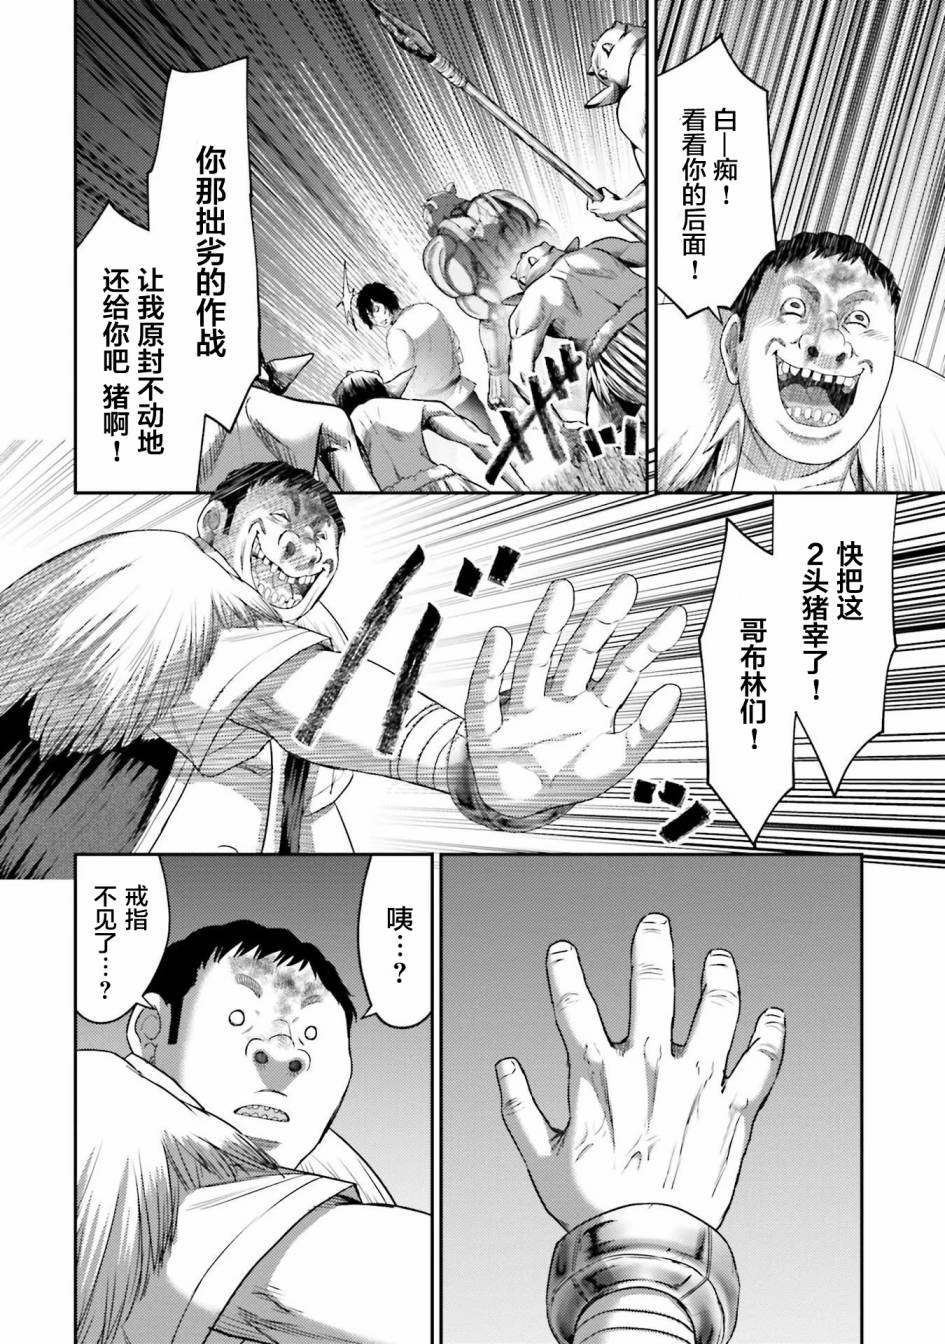 白—痴！
看看你的后面！
你那拙劣的作战
让我原封不动地
还给你吧 猪啊！
快把这
2头猪宰了！
哥布林们！
バッ
咦…？
戒指
不见了…？